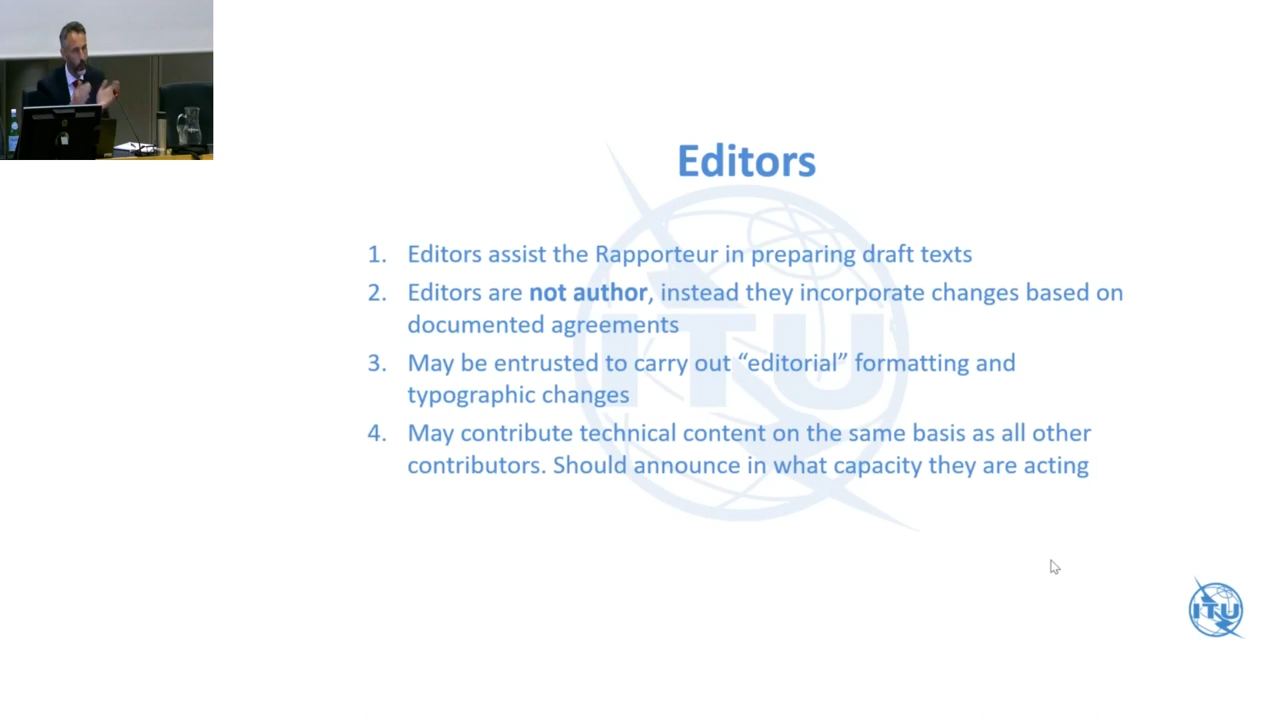 Editors
1. Editors assist the Rapporteur in preparing draft texts
2. Editors are not author, instead they incorporate changes based on
documented agreements
3. May be entrusted to carry out “editorial” formatting and
typographic changes
4. May contribute technical content on the same basis as all other
contributors. Should announce in what capacity they are acting
ITU
ITU